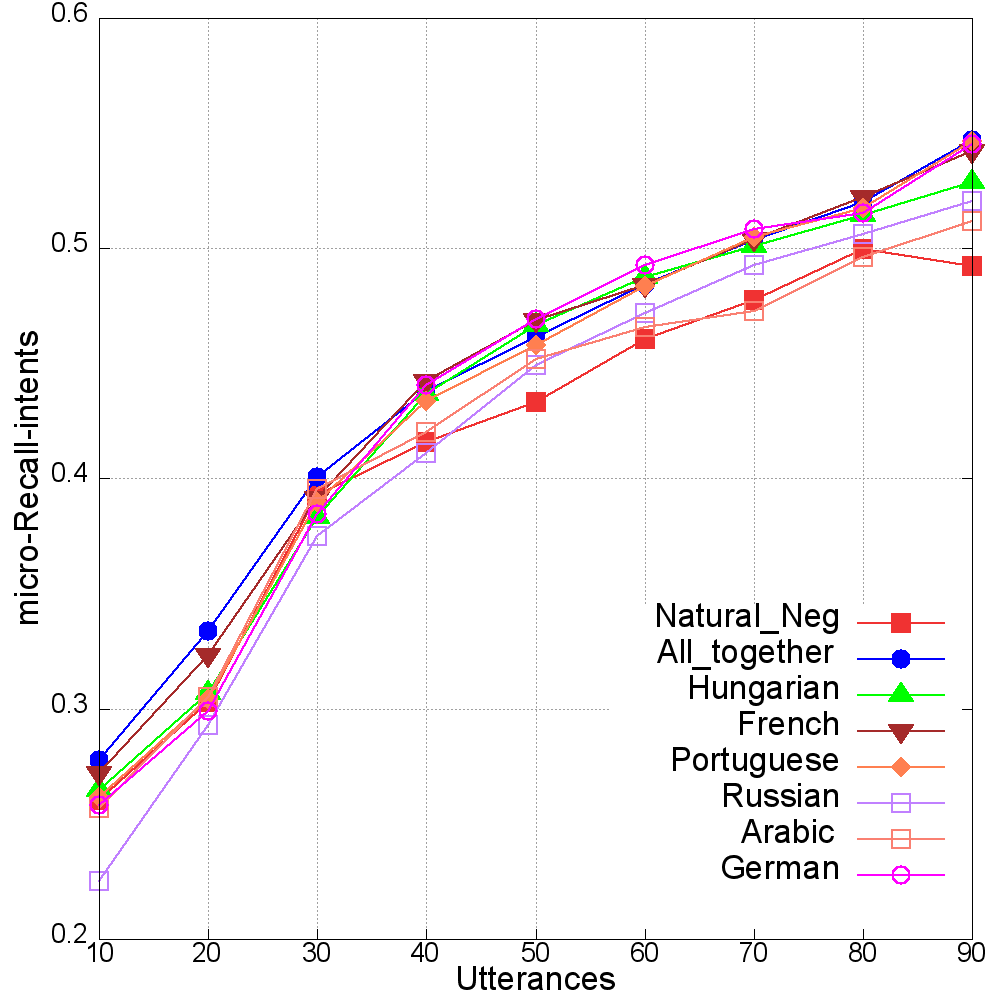 0.6
0.5
0.4
0.3
0.2
micro-Recall-intents
Natural_Neg
All_together
Hungarian
French
Portuguese
Russian
Arabic
German
10 20 30 40 50 60 70 80 90
Utterances